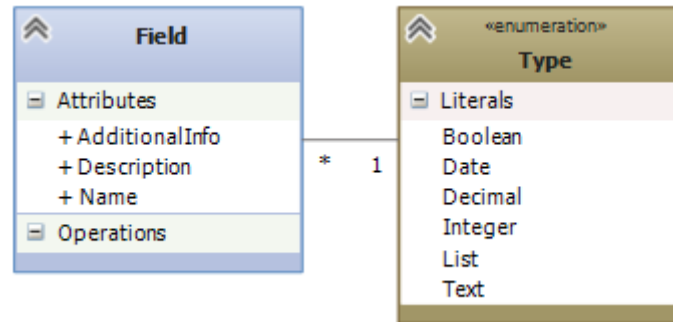 Field
Attributes
+ AdditionalInfo
+ Description
+ Name
Operations
* 1
«enumeration»
Type
Literals
Boolean
Date
Decimal
Integer
List
Text